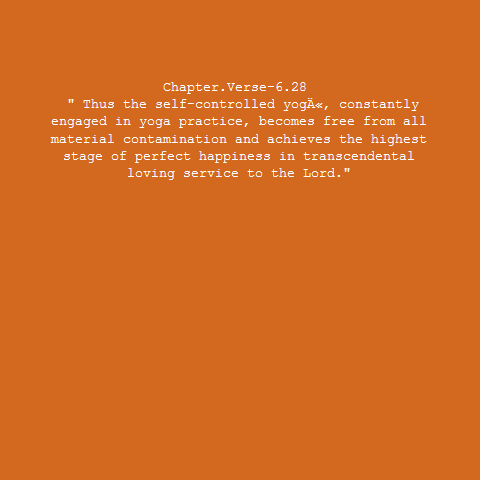 Chapter.Verse-6.28
" Thus the self-controlled yogÄ«, constantly
engaged in yoga practice, becomes free from all
material contamination and achieves the highest
stage of perfect happiness in transcendental
loving service to the Lord."